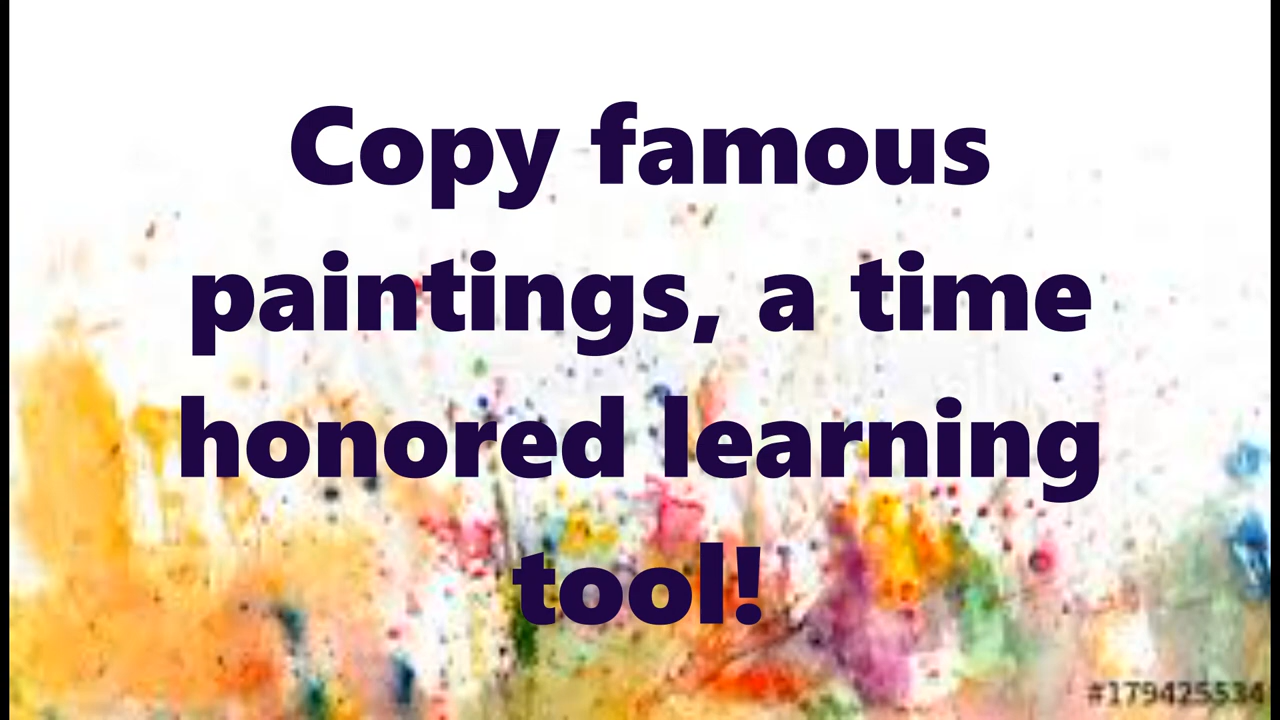 Copy famous
paintings, a time
honored learning
tool!
#179425534